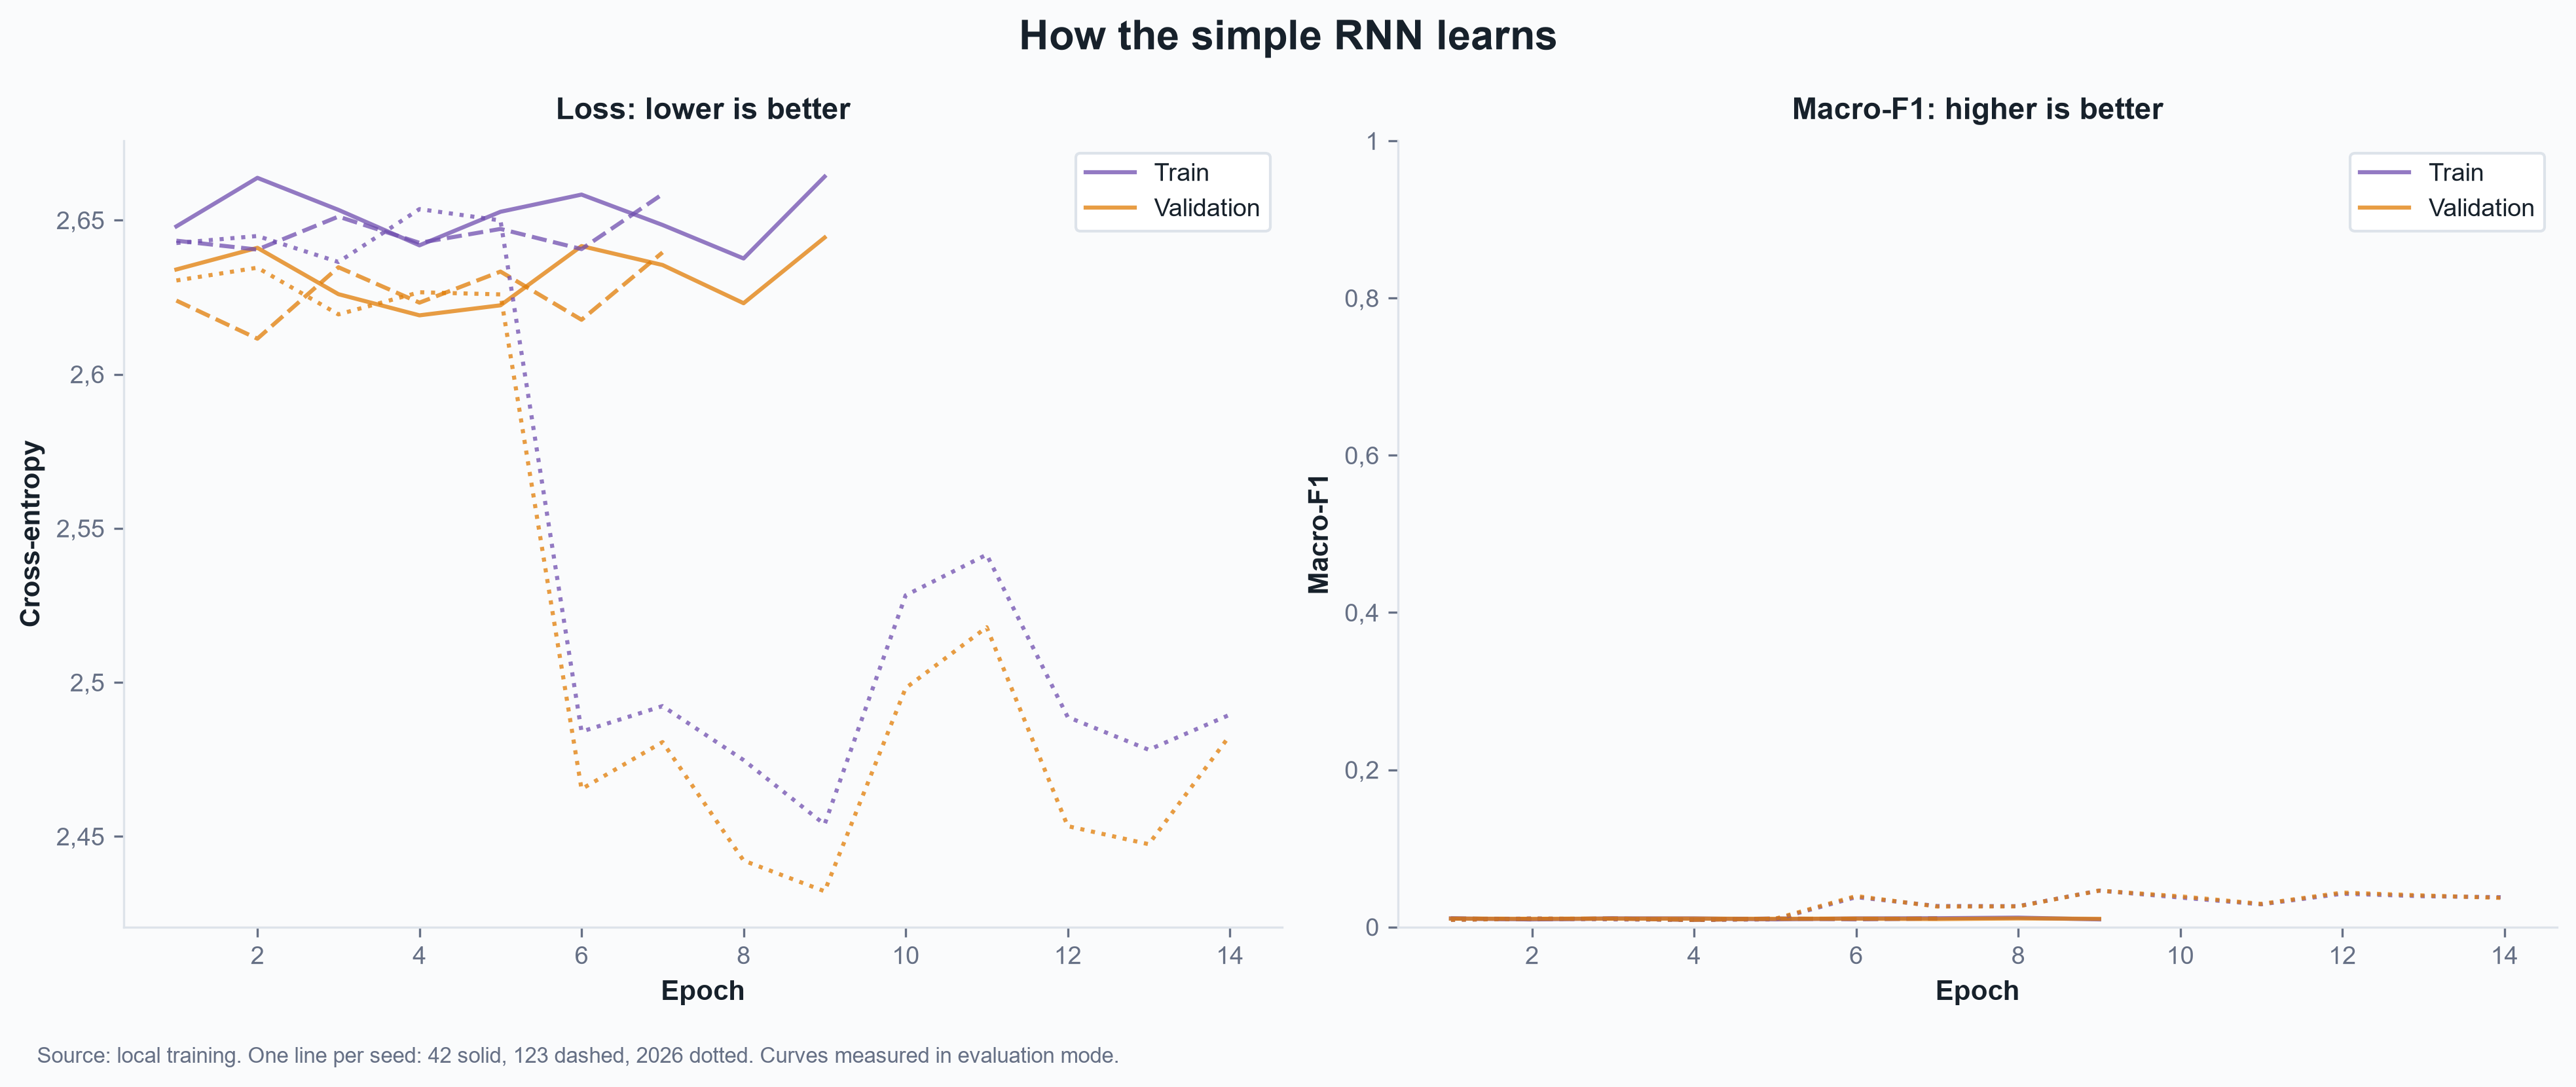 How the simple RNN learns
Loss: lower is better
2,65
2,6
2,55
2,5
2,45
Cross-entropy
2 4 6 8 10 12 14
Epoch
Train
Validation
Macro-F1: higher is better
1
0,8
0,6
0,4
0,2
0
Macro-F1
2 4 6 8 10 12 14
Epoch
Train
Validation
Source: local training. One line per seed: 42 solid, 123 dashed, 2026 dotted. Curves measured in evaluation mode.